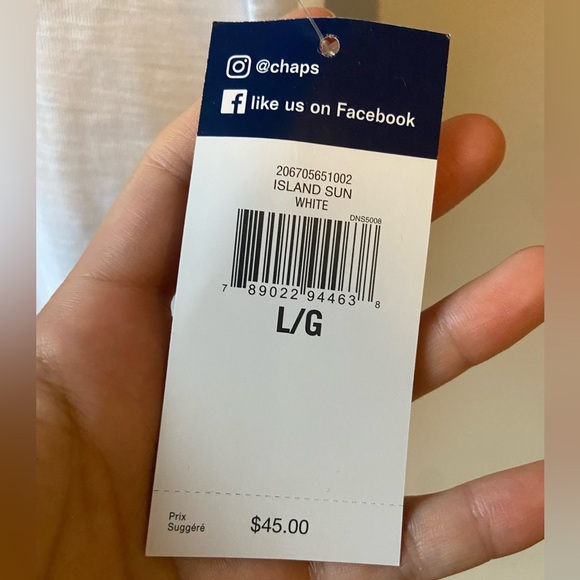 @chaps
like us on Facebook
206705651002
ISLAND SUN
WHITE
DNS5008
7 89022 94463 8
L/G
Prix
Suggéré
$45.00